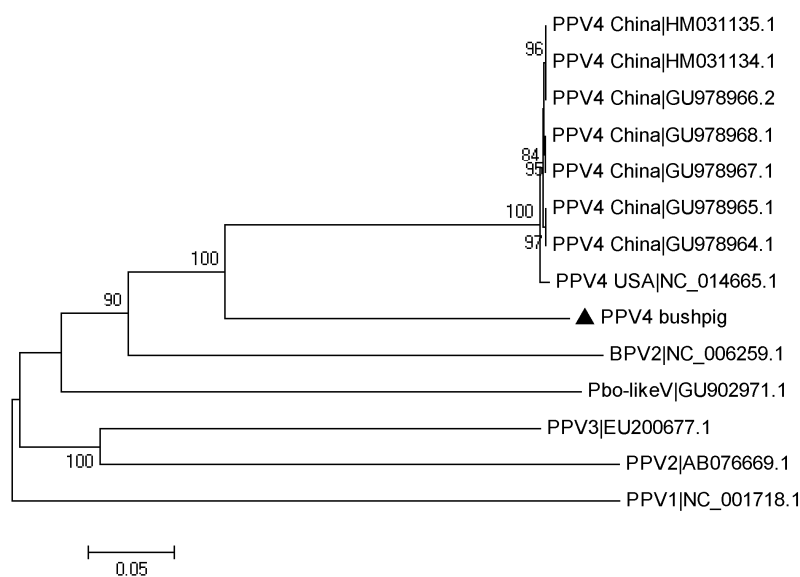 PPV4 China|HM031135.1
96
PPV4 China|HM031134.1
PPV4 China|GU978966.2
PPV4 China|GU978968.1
84
95
PPV4 China|GU978967.1
PPV4 China|GU978965.1
100
97
PPV4 China|GU978964.1
100
PPV4 USA|NC_014665.1
90
PPV4 bushpig
BPV2|NC_006259.1
Pbo-likeV|GU902971.1
PPV3|EU200677.1
100
PPV2|AB076669.1
PPV1|NC_001718.1
0.05